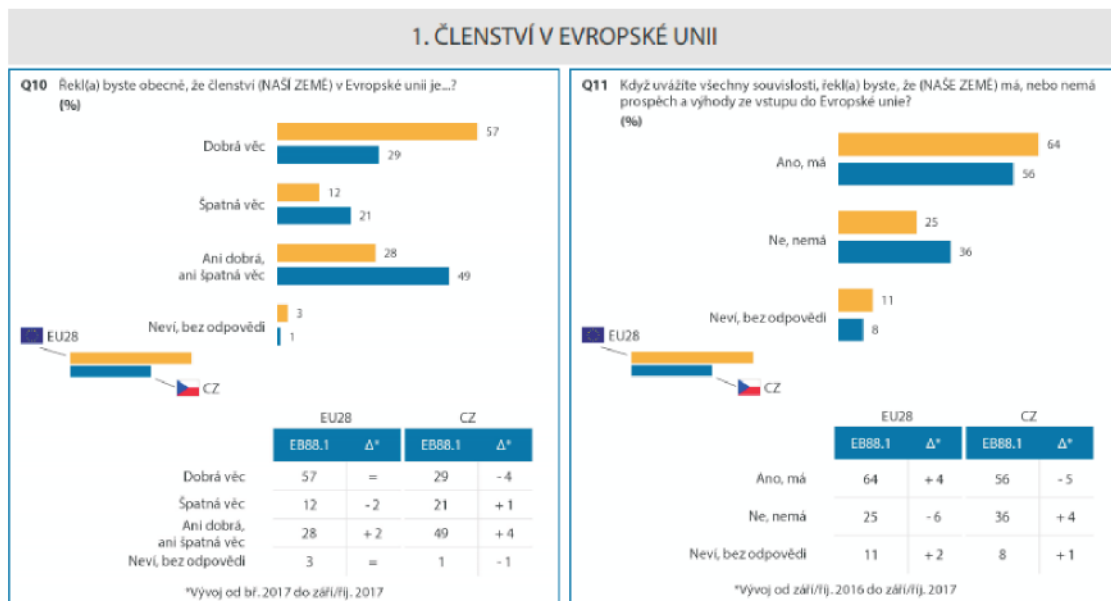 1. ČLENSTVÍ V EVROPSKÉ UNII
Q10 Řekl(a) byste obecně, že členství (NAŠÍ ZEMĚ) v Evropské unii je...?
(%)
Dobrá věc
57
29
Špatná věc
12
21
Ani dobrá,
ani špatná věc
28
49
Neví, bez odpovědi
3
1
EU28
CZ
EU28 CZ
EB88.1 Δ* EB88.1 Δ*
Dobrá věc 57 = 29 - 4
Špatná věc 12 - 2 21 + 1
Ani dobrá,
ani špatná věc 28 + 2 49 + 4
Neví, bez odpovědi 3 = 1 - 1
*Vývoj od bř. 2017 do září/říj. 2017
Q11 Když uvážíte všechny souvislosti, řekl(a) byste, že (NAŠE ZEMĚ) má, nebo nemá
prospěch a výhody ze vstupu do Evropské unie?
(%)
Ano, má
64
56
Ne, nemá
25
36
Neví, bez odpovědi
11
8
EU28
CZ
EU28 CZ
EB88.1 Δ* EB88.1 Δ*
Ano, má 64 + 4 56 - 5
Ne, nemá 25 - 6 36 + 4
Neví, bez odpovědi 11 + 2 8 + 1
*Vývoj od září/říj. 2016 do září/říj. 2017